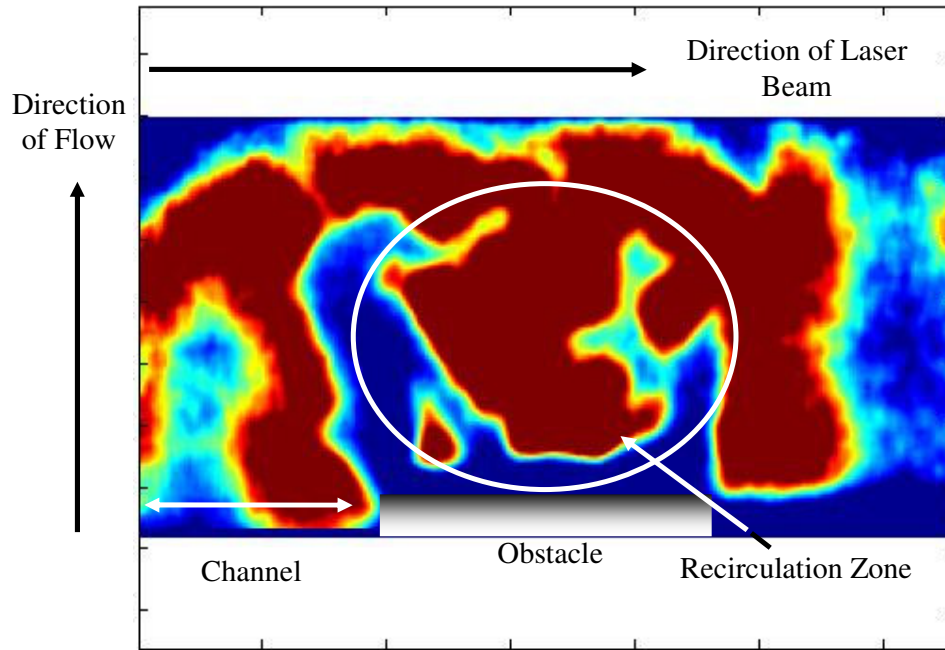 Direction of Laser
Beam
Direction
of Flow
Channel
Obstacle
Recirculation Zone